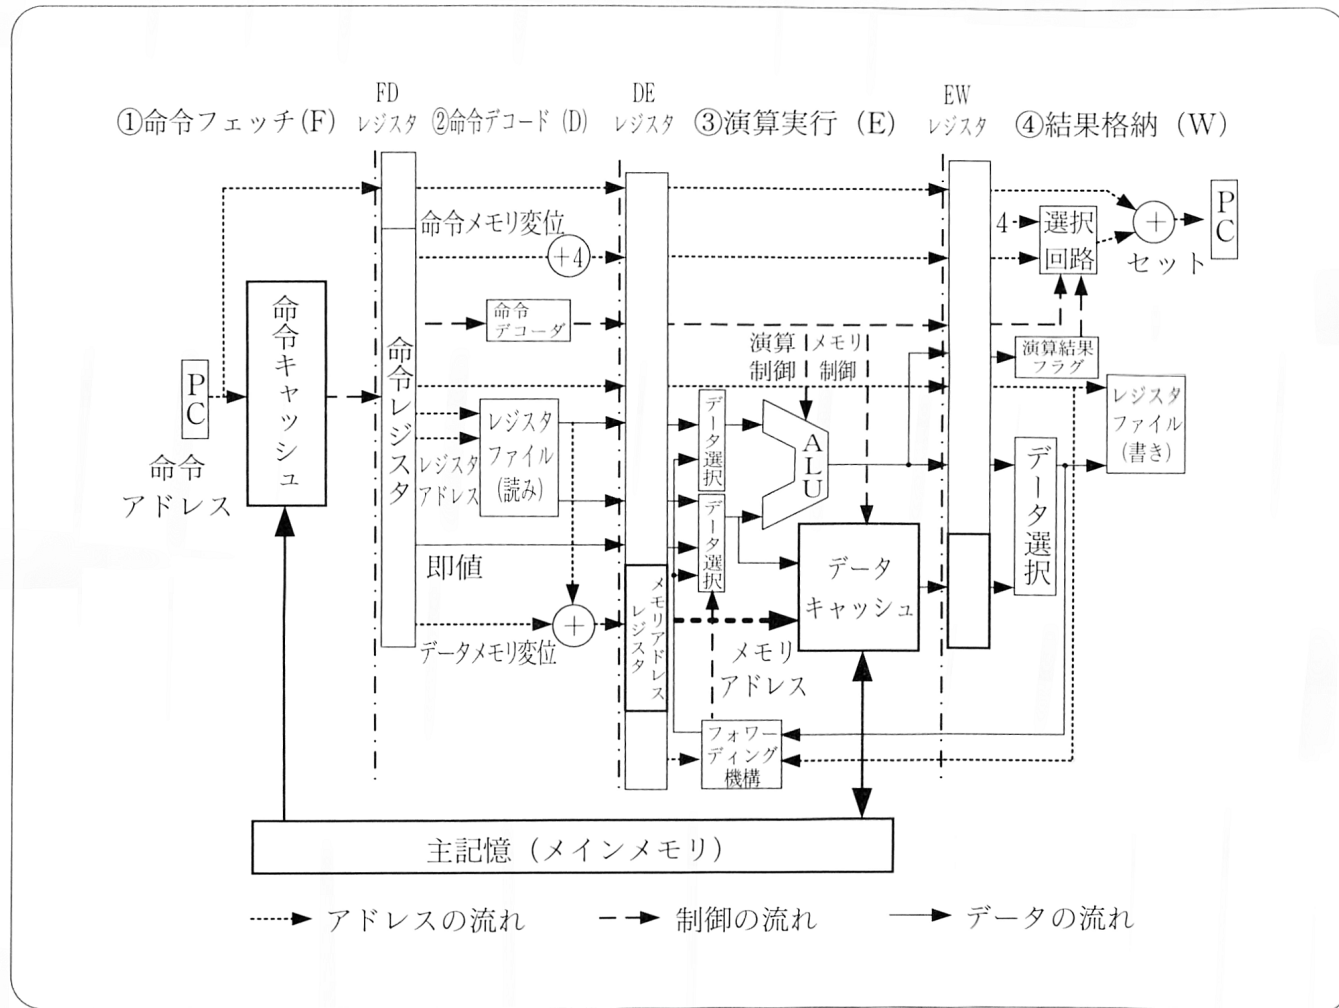 ①命令フェッチ(F)
FD
レジスタ
②命令デコード(D)
DE
レジスタ
③演算実行(E)
EW
レジスタ
④結果格納(W)
命令メモリ変位
+4
4
選択
回路
+
セット
PC
命令キャッシュ
命令
デコーダ
演算
制御
メモリ
制御
演算結果
フラグ
PC
命令
アドレス
命令レジスタ
レジスタ
アドレス
レジスタ
ファイル
(読み)
データ選択
データ選択
ALU
レジスタ
ファイル
(書き)
データ選択
即値
データ
キャッシュ
データメモリ変位
+
メモリアドレス
レジスタ
メモリ
アドレス
フォワー
ディング
機構
主記憶(メインメモリ)
アドレスの流れ
制御の流れ
データの流れ